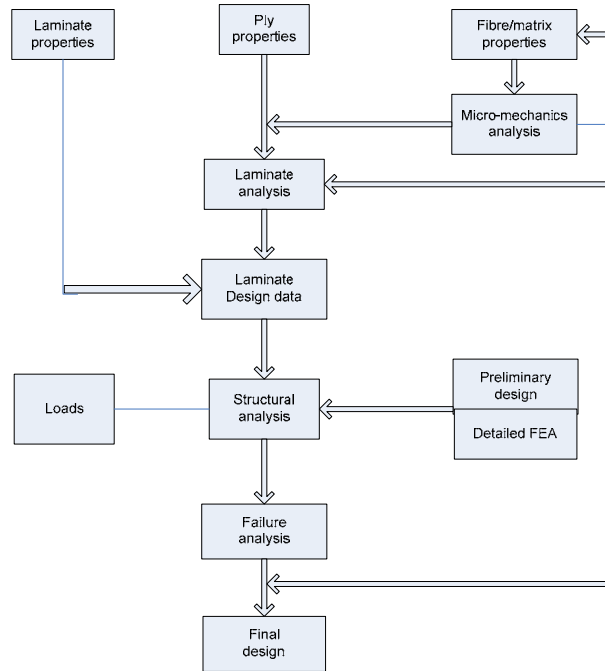 Laminate
properties
Ply
properties
Fibre/matrix
properties
Micro-mechanics
analysis
Laminate
analysis
Laminate
Design data
Loads
Structural
analysis
Preliminary
design
Detailed FEA
Failure
analysis
Final
design